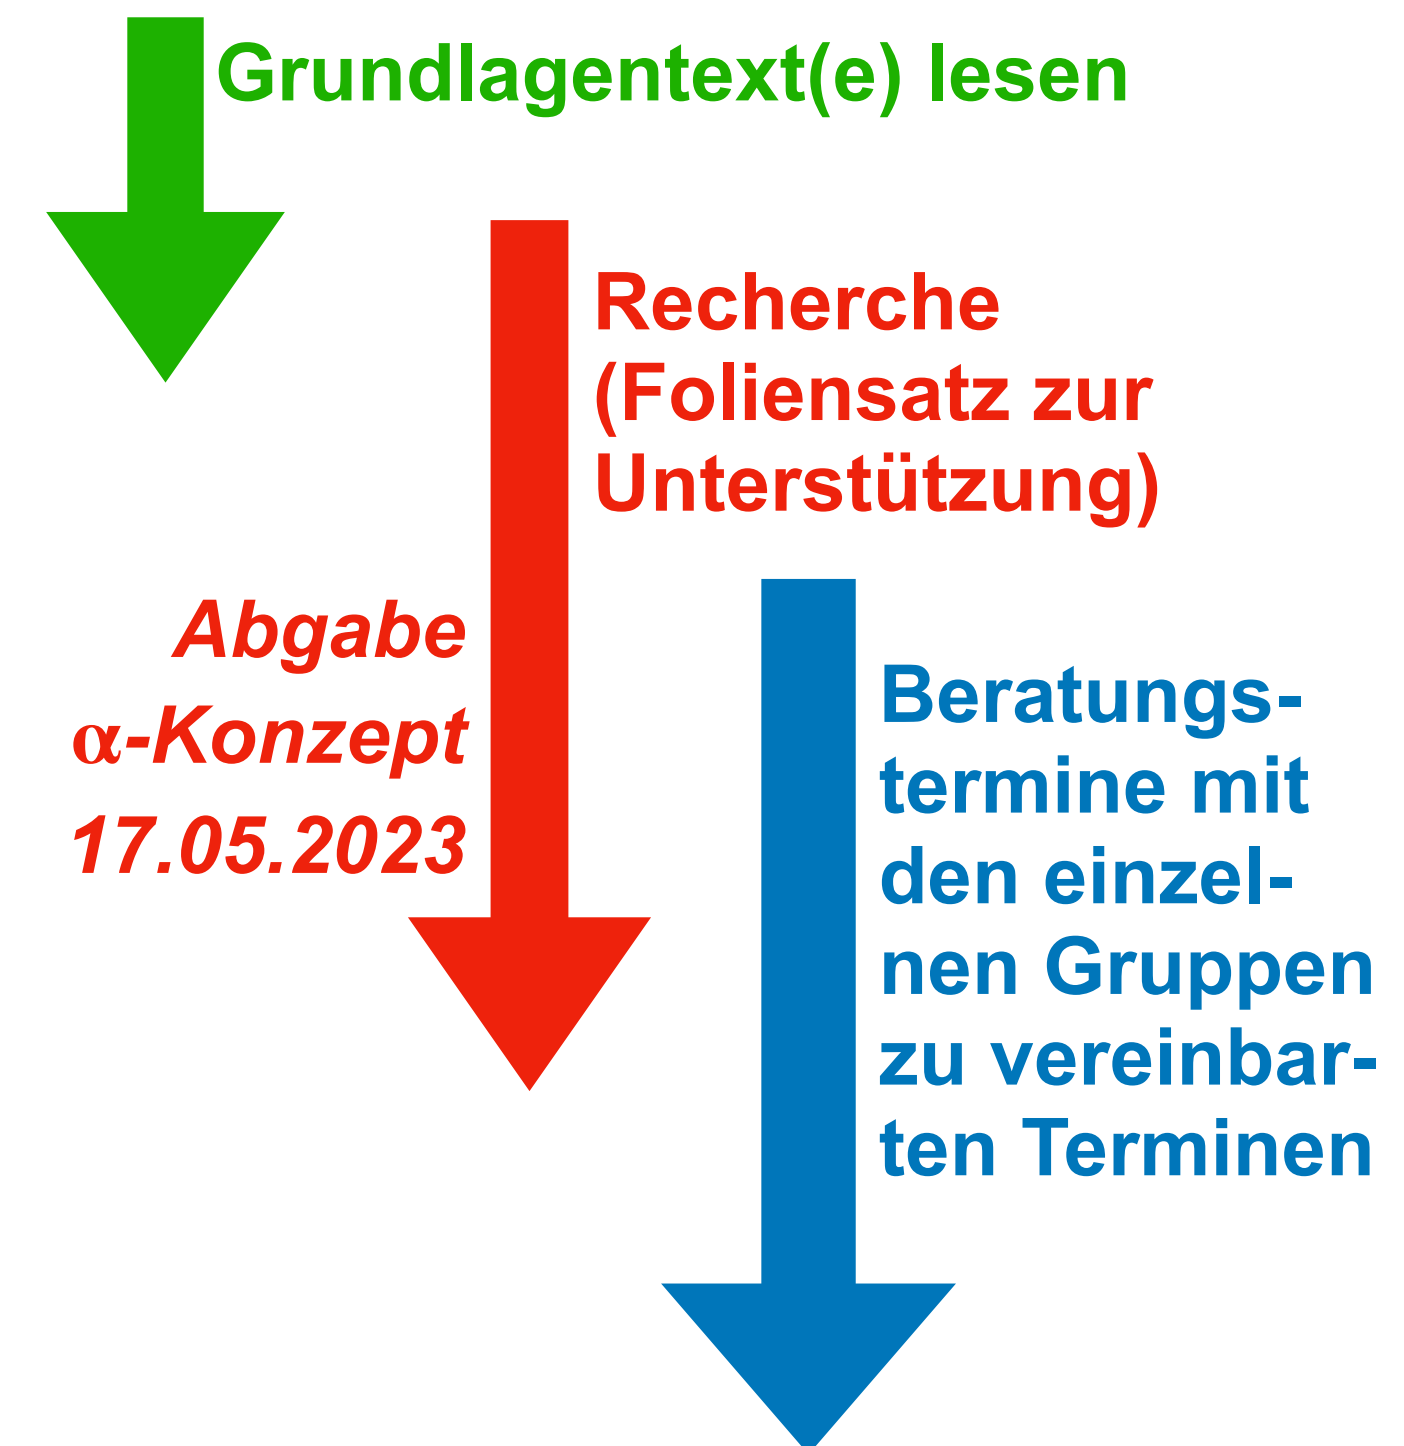 Grundlagentext(e) lesen
Recherche
(Foliensatz zur
Unterstützung)
Abgabe
α-Konzept
17.05.2023
Beratungs-
termine mit
den einzel-
nen Gruppen
zu vereinbar-
ten Terminen